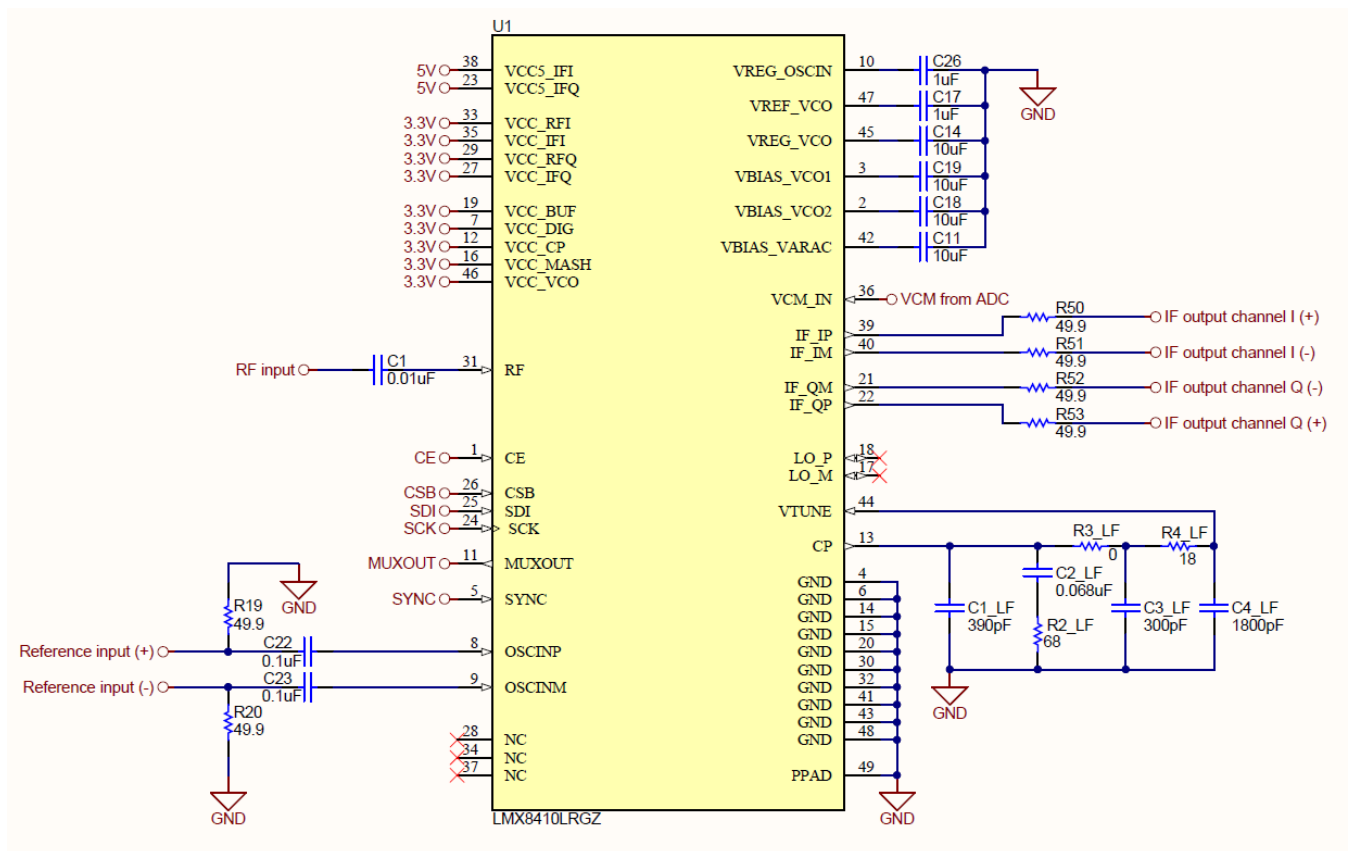 U1
5V 38 VCC5_IFI
5V 23 VCC5_IFQ
3.3V 33 VCC_RFI
3.3V 35 VCC_IFI
3.3V 29 VCC_RFQ
3.3V 27 VCC_IFQ
3.3V 19 VCC_BUF
3.3V 7 VCC_DIG
3.3V 12 VCC_CP
3.3V 16 VCC_MASH
3.3V 46 VCC_VCO
RF input C1 0.01uF 31 RF
CE 1 CE
CSB 26 CSB
SDI 25 SDI
SCK 24 SCK
MUXOUT 11 MUXOUT
SYNC 5 SYNC
GND
R19
49.9
Reference input (+) C22 0.1uF 8 OSCINP
Reference input (-) C23 0.1uF 9 OSCINM
R20
49.9
GND
28 NC
34 NC
37 NC
LMX8410LRGZ
VREG_OSCIN 10 C26 1uF
GND
VREF_VCO 47 C17 1uF
VREG_VCO 45 C14 10uF
VBIAS_VCO1 3 C19 10uF
VBIAS_VCO2 2 C18 10uF
VBIAS_VARAC 42 C11 10uF
VCM_IN 36 VCM from ADC
IF_IP 39 R50 49.9 IF output channel I (+)
IF_IM 40 R51 49.9 IF output channel I (-)
IF_QM 21 R52 49.9 IF output channel Q (-)
IF_QP 22 R53 49.9 IF output channel Q (+)
LO_P 18
LO_M 17
VTUNE 44
CP 13
R3_LF
0
R4_LF
18
C2_LF
0.068uF
C1_LF
390pF
R2_LF
68
C3_LF
300pF
C4_LF
1800pF
GND
GND 4
GND 6
GND 14
GND 15
GND 20
GND 30
GND 32
GND 41
GND 43
GND 48
PPAD 49
GND